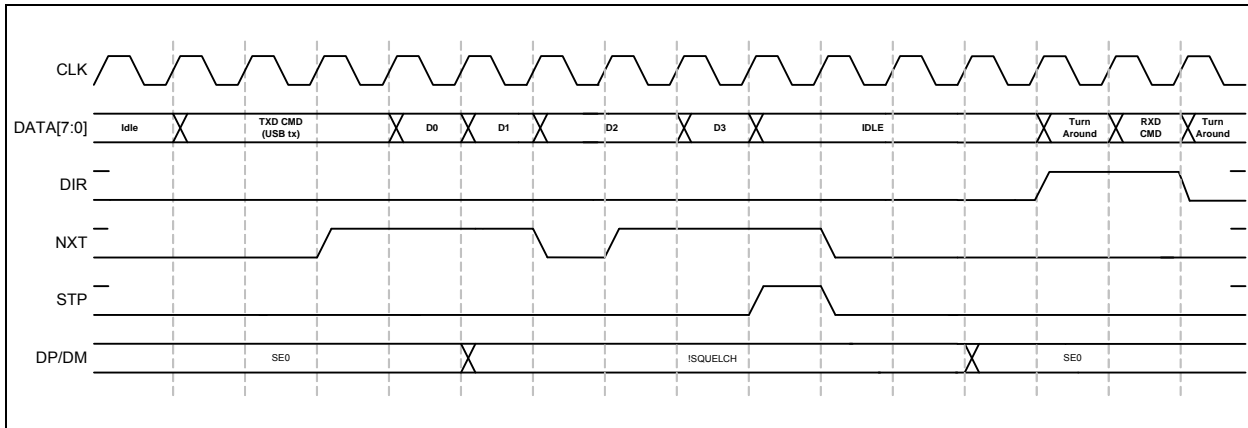 CLK
DATA[7:0]
Idle
TXD CMD
(USB tx)
D0
D1
D2
D3
IDLE
Turn
Around
RXD
CMD
Turn
Around
DIR
NXT
STP
DP/DM
SE0
!SQUELCH
SE0